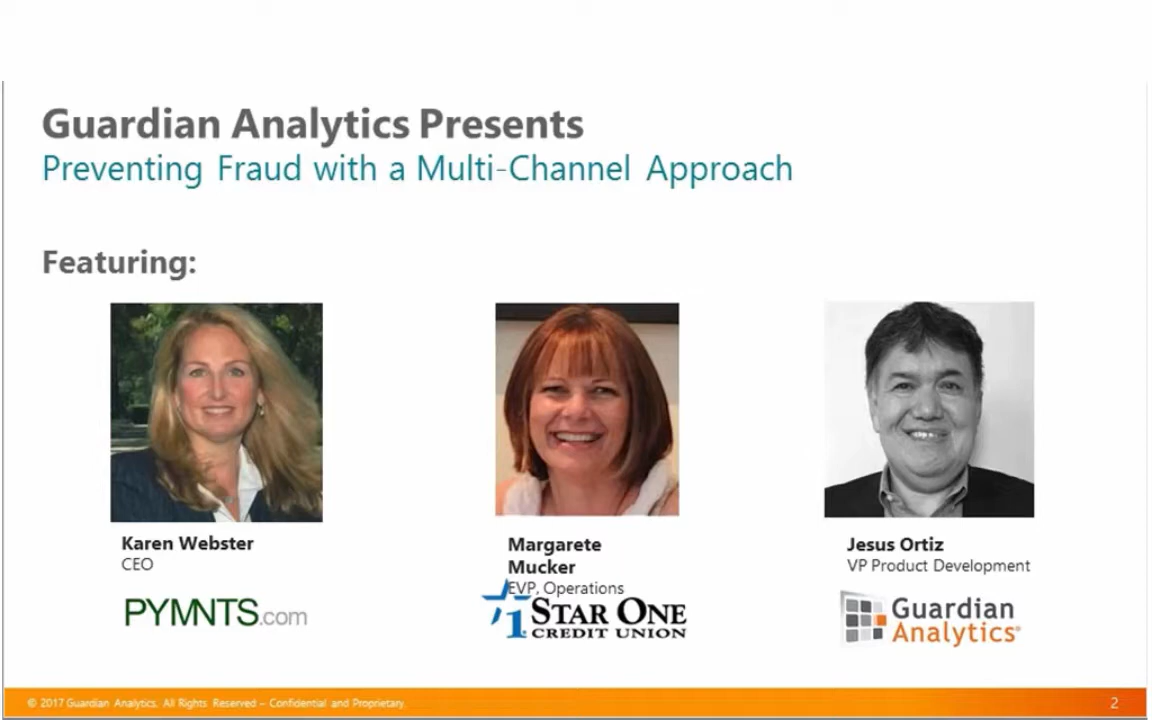 Guardian Analytics Presents
Preventing Fraud with a Multi-Channel Approach
Featuring:
Karen Webster
CEO
PYMNTS.com
Margarete
Mucker
EVP, Operations
1 STAR ONE
CREDIT UNION
Jesus Ortiz
VP Product Development
Guardian
Analytics®
© 2017 Guardian Analytics. All Rights Reserved – Confidential and Proprietary.
2